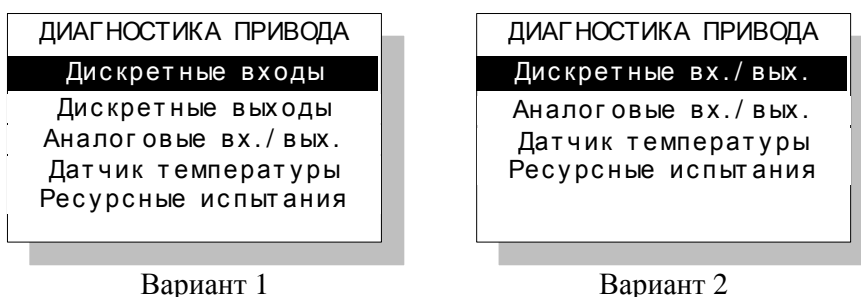 ДИАГНОСТИКА ПРИВОДА
Дискретные входы
Дискретные выходы
Аналоговые вх./вых.
Датчик температуры
Ресурсные испытания
Вариант 1
ДИАГНОСТИКА ПРИВОДА
Дискретные вх./вых.
Аналоговые вх./вых.
Датчик температуры
Ресурсные испытания
Вариант 2